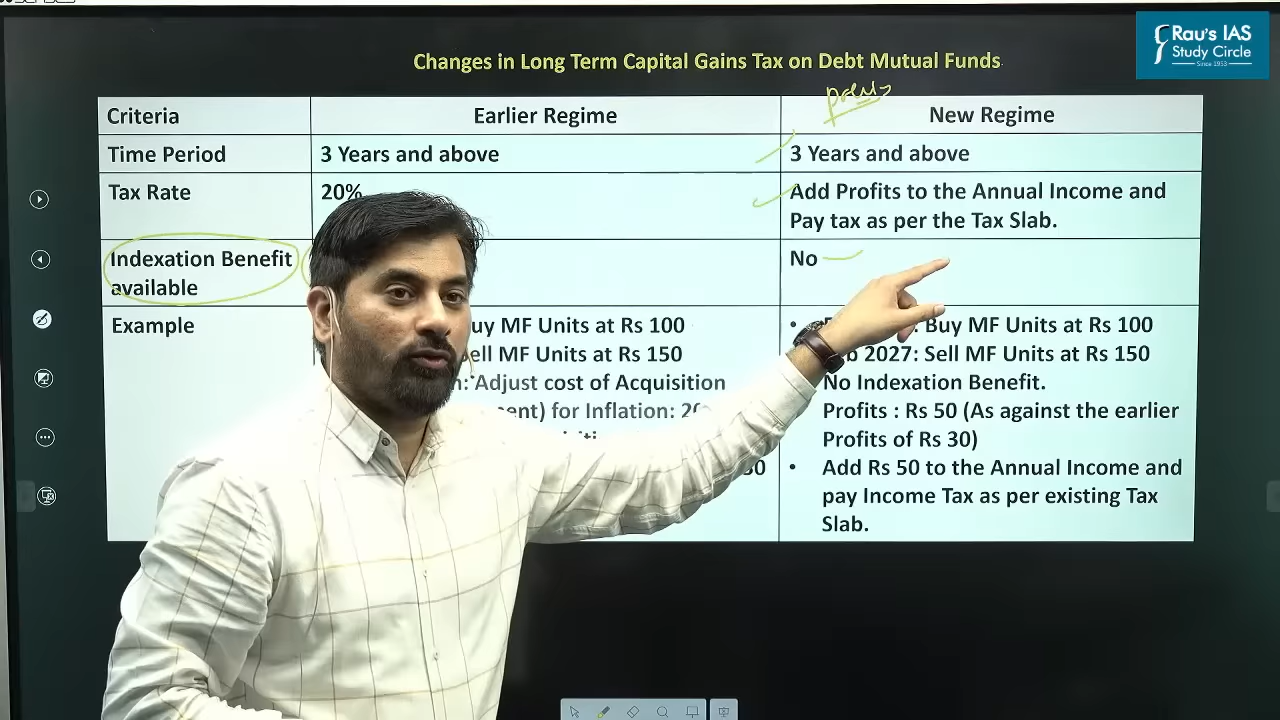 Rau's IAS
Study Circle
Since 1953
Changes in Long Term Capital Gains Tax on Debt Mutual Funds
Criteria
Earlier Regime
New Regime
Time Period
3 Years and above
3 Years and above
Tax Rate
20%
Add Profits to the Annual Income and
Pay tax as per the Tax Slab.
Indexation Benefit
available
No
Example
uy MF Units at Rs 100
ell MF Units at Rs 150
Adjust cost of Acquisition
for Inflation:
Buy MF Units at Rs 100
2027: Sell MF Units at Rs 150
No Indexation Benefit.
Profits : Rs 50 (As against the earlier
Profits of Rs 30)
• Add Rs 50 to the Annual Income and
pay Income Tax as per existing Tax
Slab.